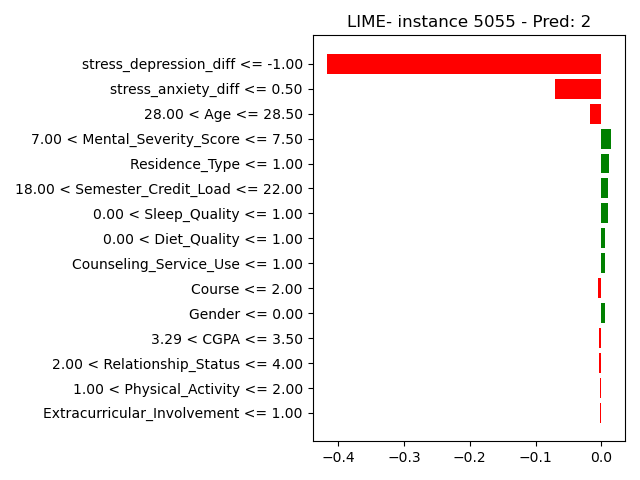 LIME- instance 5055 - Pred: 2
stress_depression_diff <= -1.00
stress_anxiety_diff <= 0.50
28.00 < Age <= 28.50
7.00 < Mental_Severity_Score <= 7.50
Residence_Type <= 1.00
18.00 < Semester_Credit_Load <= 22.00
0.00 < Sleep_Quality <= 1.00
0.00 < Diet_Quality <= 1.00
Counseling_Service_Use <= 1.00
Course <= 2.00
Gender <= 0.00
3.29 < CGPA <= 3.50
2.00 < Relationship_Status <= 4.00
1.00 < Physical_Activity <= 2.00
Extracurricular_Involvement <= 1.00
−0.4 −0.3 −0.2 −0.1 0.0